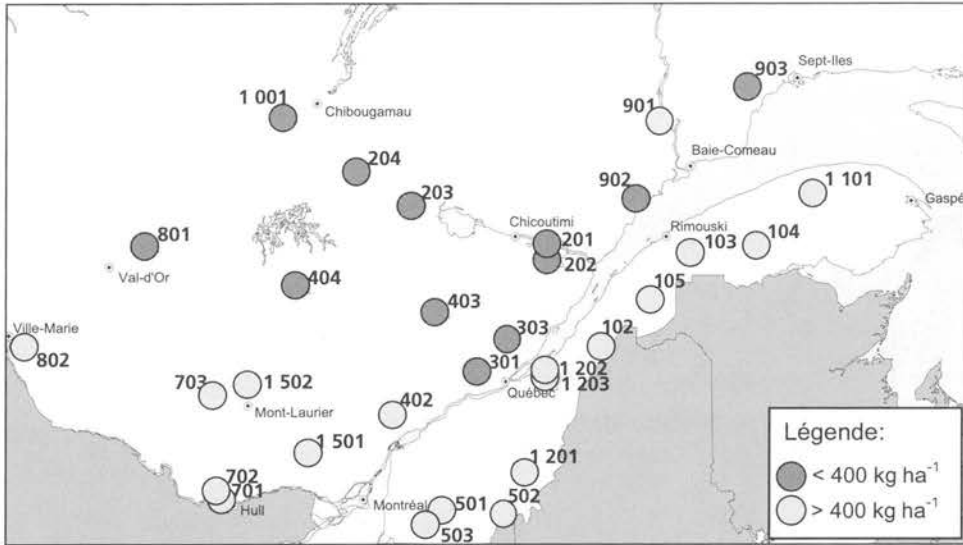 Sept-Iles
903
1 001
Chibougamau
901
Baie-Comeau
204
902
1 101
Gaspé
203
Chicoutimi
201
202
Rimouski
103
104
801
Val-d'Or
404
105
403
303
102
Ville-Marie
802
301
1 202
1 203
Québec
703
1 502
Mont-Laurier
402
1 501
1 201
702
701
Hull
Montréal
501
502
503
Légende:
< 400 kg ha⁻¹
> 400 kg ha⁻¹